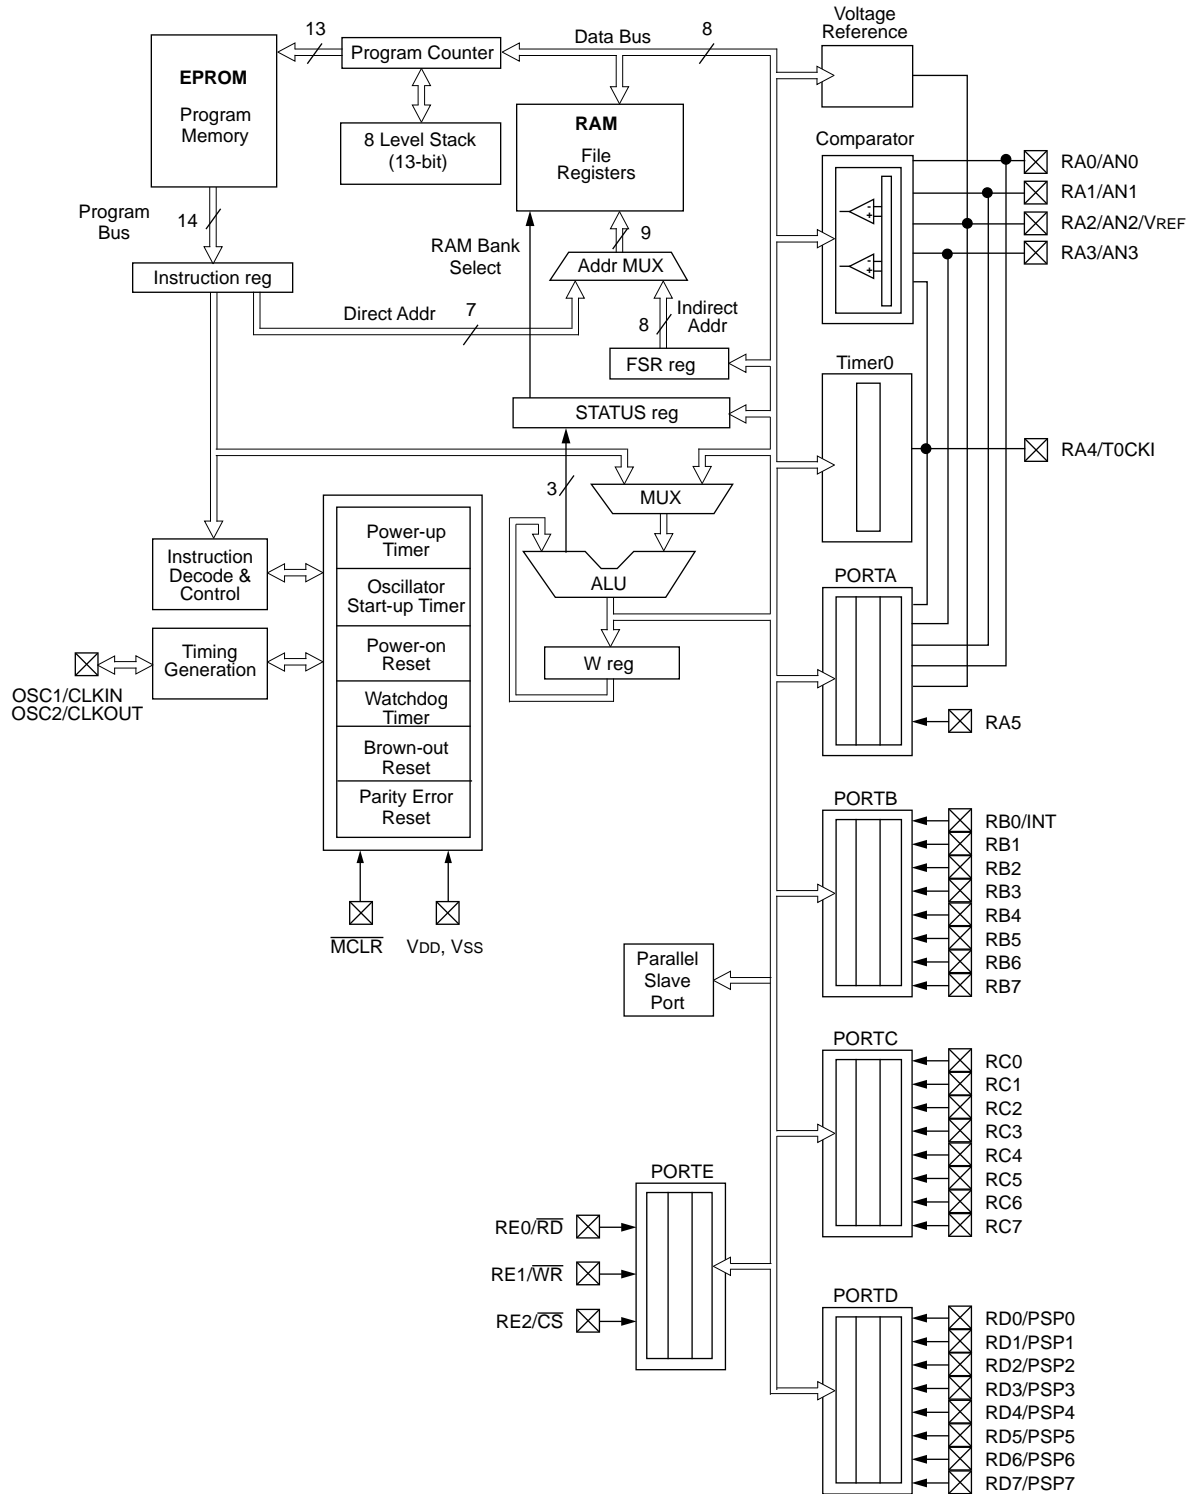 13
Data Bus
8
Voltage
Reference
EPROM
Program
Memory
Program Counter
8 Level Stack
(13-bit)
RAM
File
Registers
Comparator
-
+
-
+
RA0/AN0
RA1/AN1
RA2/AN2/VREF
RA3/AN3
Program
Bus
14
Instruction reg
RAM Bank
Select
9
Addr MUX
Direct Addr
7
8
Indirect
Addr
FSR reg
STATUS reg
Timer0
RA4/T0CKI
3
MUX
ALU
W reg
Instruction
Decode &
Control
Timing
Generation
OSC1/CLKIN
OSC2/CLKOUT
Power-up
Timer
Oscillator
Start-up Timer
Power-on
Reset
Watchdog
Timer
Brown-out
Reset
Parity Error
Reset
MCLR
VDD, VSS
PORTA
RA5
PORTB
RB0/INT
RB1
RB2
RB3
RB4
RB5
RB6
RB7
Parallel
Slave
Port
PORTC
RC0
RC1
RC2
RC3
RC4
RC5
RC6
RC7
PORTE
RE0/RD
RE1/WR
RE2/CS
PORTD
RD0/PSP0
RD1/PSP1
RD2/PSP2
RD3/PSP3
RD4/PSP4
RD5/PSP5
RD6/PSP6
RD7/PSP7